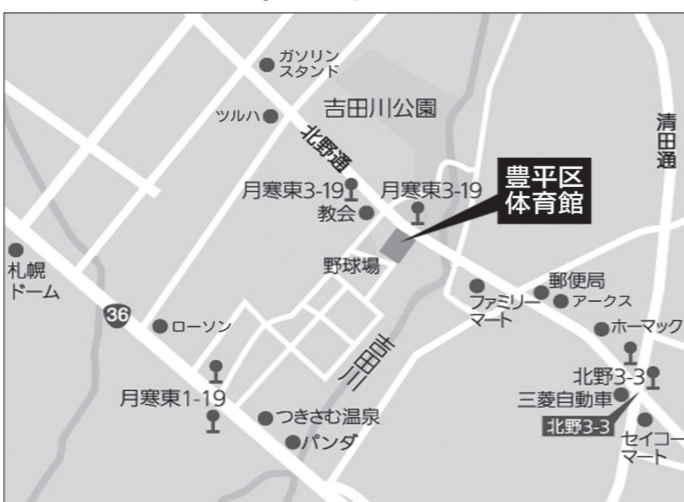 ガソリン
スタンド
ツルハ
吉田川公園
北野通
清田通
豊平区
体育館
月寒東3-19
月寒東3-19
教会
野球場
札幌
ドーム
36
ローソン
吉田川
郵便局
ファミリー
マート
アークス
ホーマック
月寒東1-19
北野3-3
三菱自動車
北野3-3
つきさむ温泉
パンダ
セイコー
マート